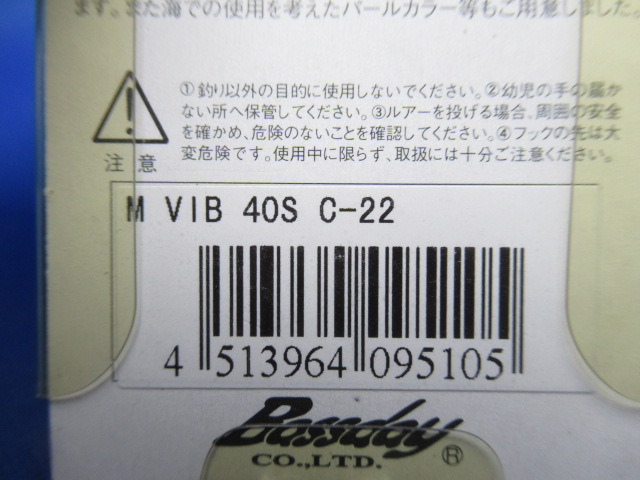 ます。また海での使用を考えたパールカラー等もご用意しました。
①釣り以外の目的に使用しないでください。②幼児の手の届か
ない所へ保管してください。③ルアーを投げる場合、周囲の安全
を確かめ、危険のないことを確認してください。④フックの先は大
変危険です。使用中に限らず、取扱には十分ご注意ください。
注意
M VIB 40S C-22
4 513964 095105
Bassday
CO.,LTD. ®